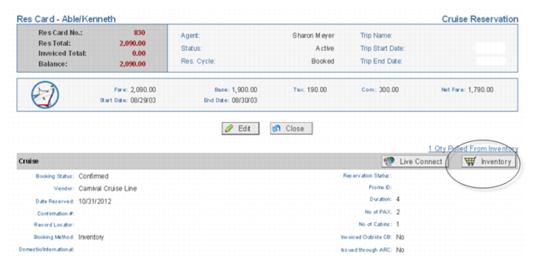 Res Card - Able/Kenneth Cruise Reservation
Res Card No.: 830 Agent: Sharon Meyer Trip Name:
Res Total: 2,090.00 Status: Active Trip Start Date:
Invoiced Total: 0.00 Res. Cycle: Booked Trip End Date:
Balance: 2,090.00
Fare: 2,090.00 Base: 1,900.00 Tax: 190.00 Com: 300.00 Net Fare: 1,790.00
Start Date: 08/29/03 End Date: 08/30/03
Edit Close
1 Qty Pulled From Inventory
Cruise Live Connect Inventory
Booking Status: Confirmed Reservation Status:
Vendor: Carnival Cruise Line Promo ID:
Date Reserved: 10/31/2012 Duration: 4
Confirmation #: No of PAX: 2
Record Locator: No of Cabins: 1
Booking Method: Inventory Invoiced Outside CB: No
Domestic/International: Issued through ARC: No